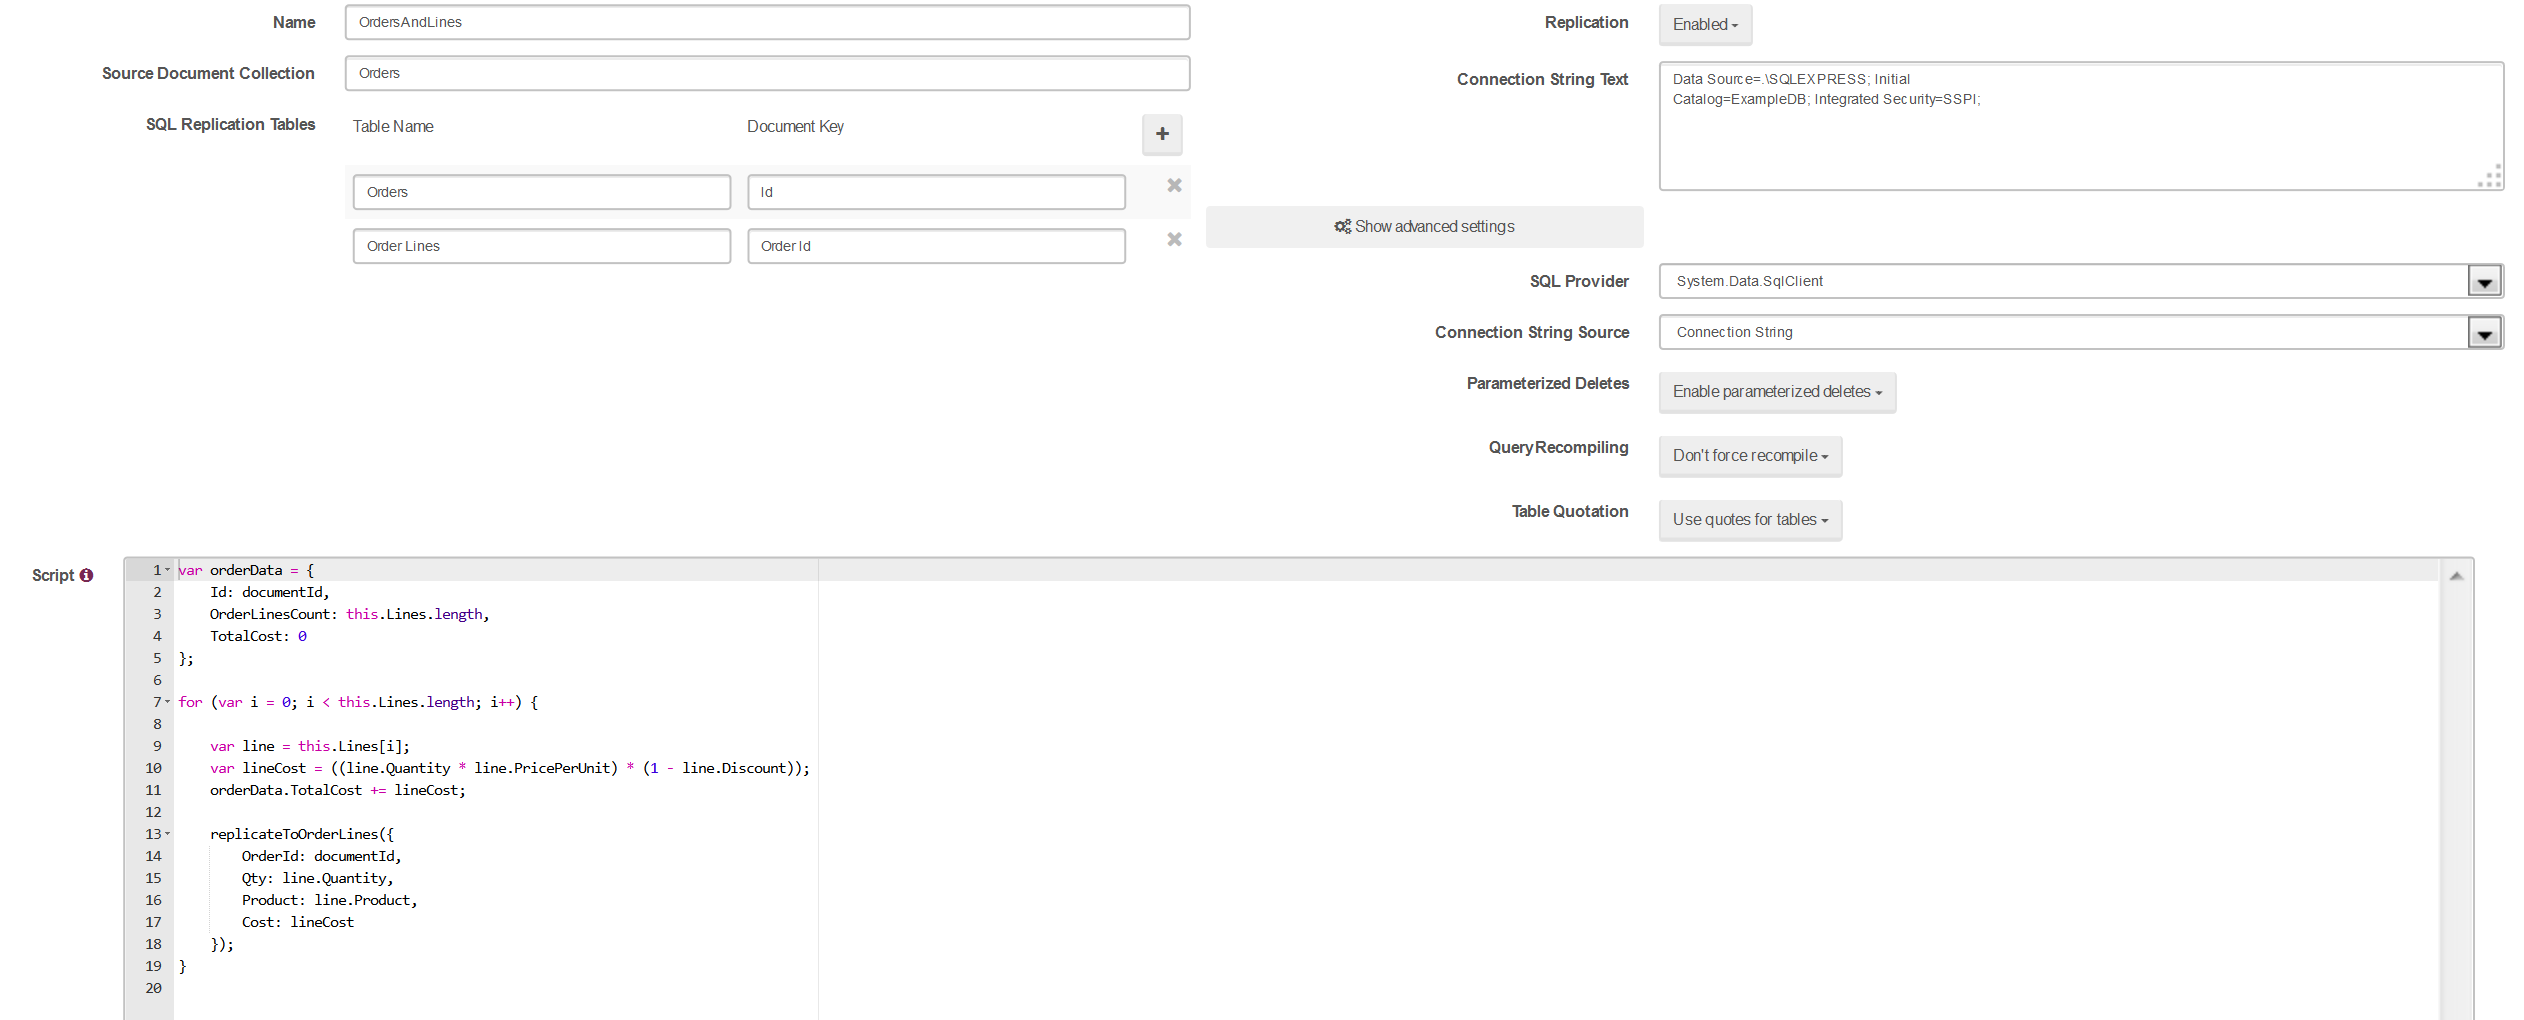 Name
OrdersAndLines
Source Document Collection
Orders
SQL Replication Tables
Table Name
Document Key
+
Orders
Id
Order Lines
Order Id
Replication
Enabled
Connection String Text
Data Source=.\SQLEXPRESS; Initial
Catalog=ExampleDB; Integrated Security=SSPI;
Show advanced settings
SQL Provider
System.Data.SqlClient
Connection String Source
Connection String
Parameterized Deletes
Enable parameterized deletes
Query Recompiling
Don't force recompile
Table Quotation
Use quotes for tables
Script
1 var orderData = {
2     Id: documentId,
3     OrderLinesCount: this.Lines.length,
4     TotalCost: 0
5 };
6
7 for (var i = 0; i < this.Lines.length; i++) {
8
9     var line = this.Lines[i];
10     var lineCost = ((line.Quantity * line.PricePerUnit) * (1 - line.Discount));
11     orderData.TotalCost += lineCost;
12
13     replicateToOrderLines({
14         OrderId: documentId,
15         Qty: line.Quantity,
16         Product: line.Product,
17         Cost: lineCost
18     });
19 }
20